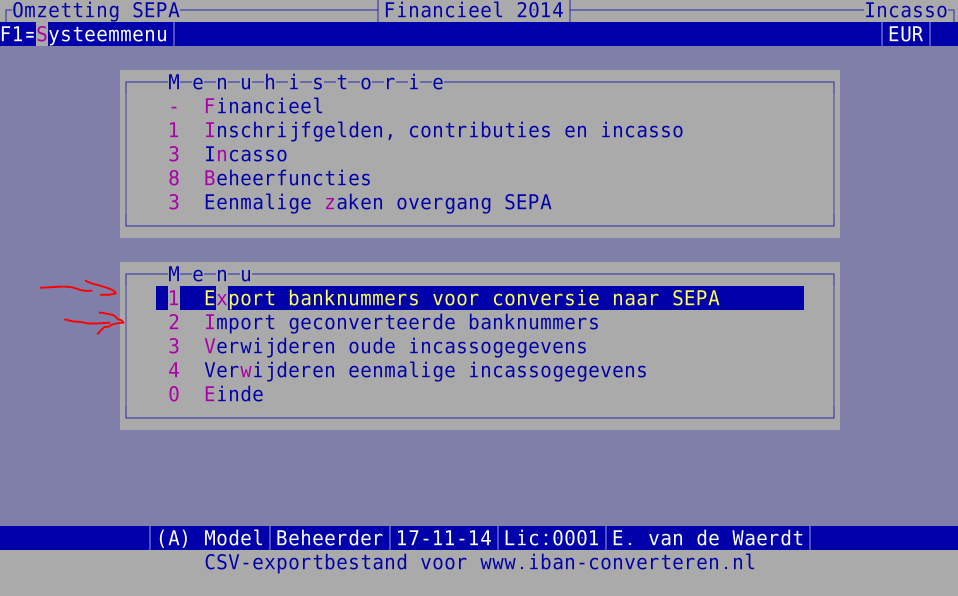 Omzetting SEPA Financieel 2014 Incasso
F1=Systeemmenu EUR
Menuhistorie
- Financieel
1 Inschrijfgelden, contributies en incasso
3 Incasso
8 Beheerfuncties
3 Eenmalige zaken overgang SEPA
Menu
1 Export banknummers voor conversie naar SEPA
2 Import geconverteerde banknummers
3 Verwijderen oude incassogegevens
4 Verwijderen eenmalige incassogegevens
0 Einde
(A) Model Beheerder 17-11-14 Lic:0001 E. van de Waerdt
CSV-exportbestand voor www.iban-converteren.nl